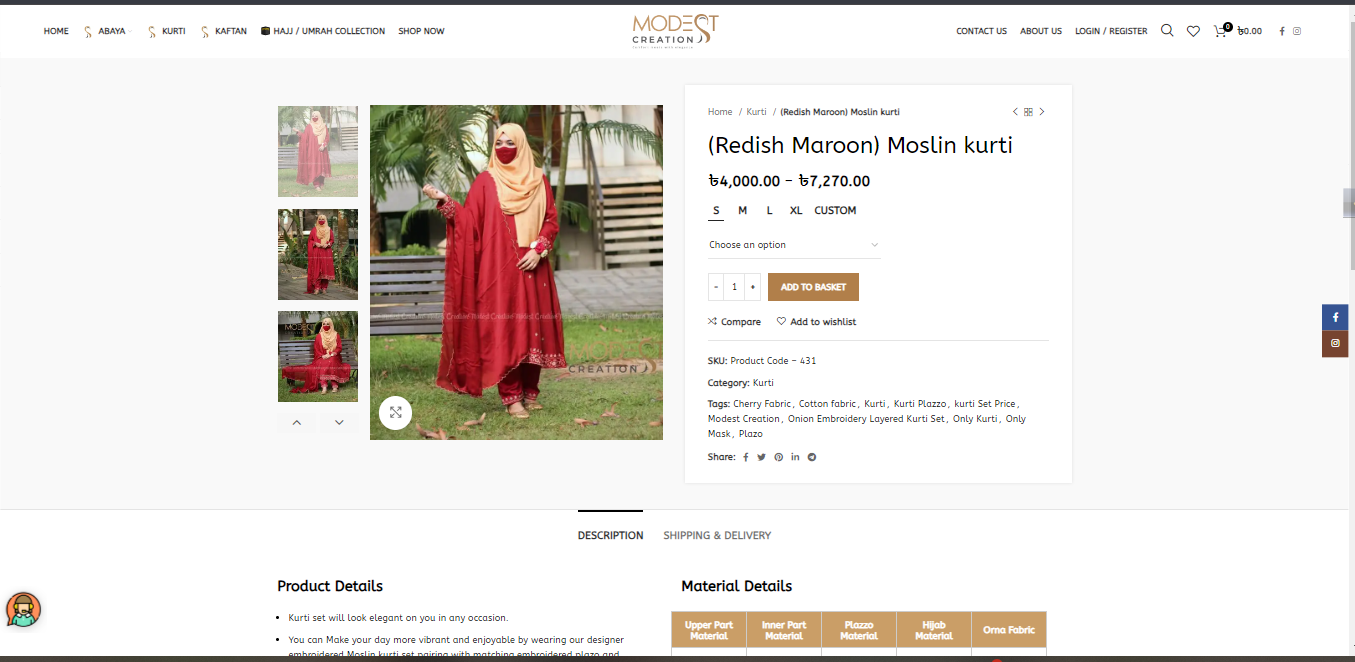 HOME ABAYA KURTI KAFTAN HAJJ / UMRAH COLLECTION SHOP NOW
MODEST
CREATION
CONTACT US ABOUT US LOGIN / REGISTER 0 ৳0.00
Home / Kurti / (Redish Maroon) Moslin kurti
(Redish Maroon) Moslin kurti
৳4,000.00 – ৳7,270.00
S M L XL CUSTOM
Choose an option
- 1 + ADD TO BASKET
Compare Add to wishlist
SKU: Product Code – 431
Category: Kurti
Tags: Cherry Fabric, Cotton fabric, Kurti, Kurti Plazzo, kurti Set Price,
Modest Creation, Onion Embroidery Layered Kurti Set, Only Kurti, Only
Mask, Plazo
Share:
CREATION
MODEST
DESCRIPTION SHIPPING & DELIVERY
Product Details
Kurti set will look elegant on you in any occasion.
You can Make your day more vibrant and enjoyable by wearing our designer
embroidered Moslin kurti set pairing with matching embroidered plazo and
Material Details
Upper Part Material
Inner Part Material
Plazzo Material
Hijab Material
Orna Fabric